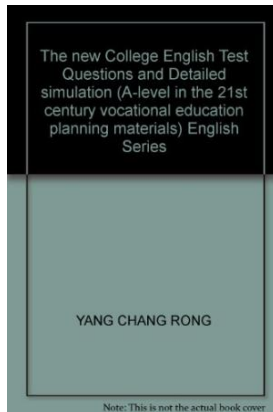 The new College English Test
Questions and Detailed
simulation (A-level in the 21st
century vocational education
planning materials) English
Series
YANG CHANG RONG
Note: This is not the actual book cover